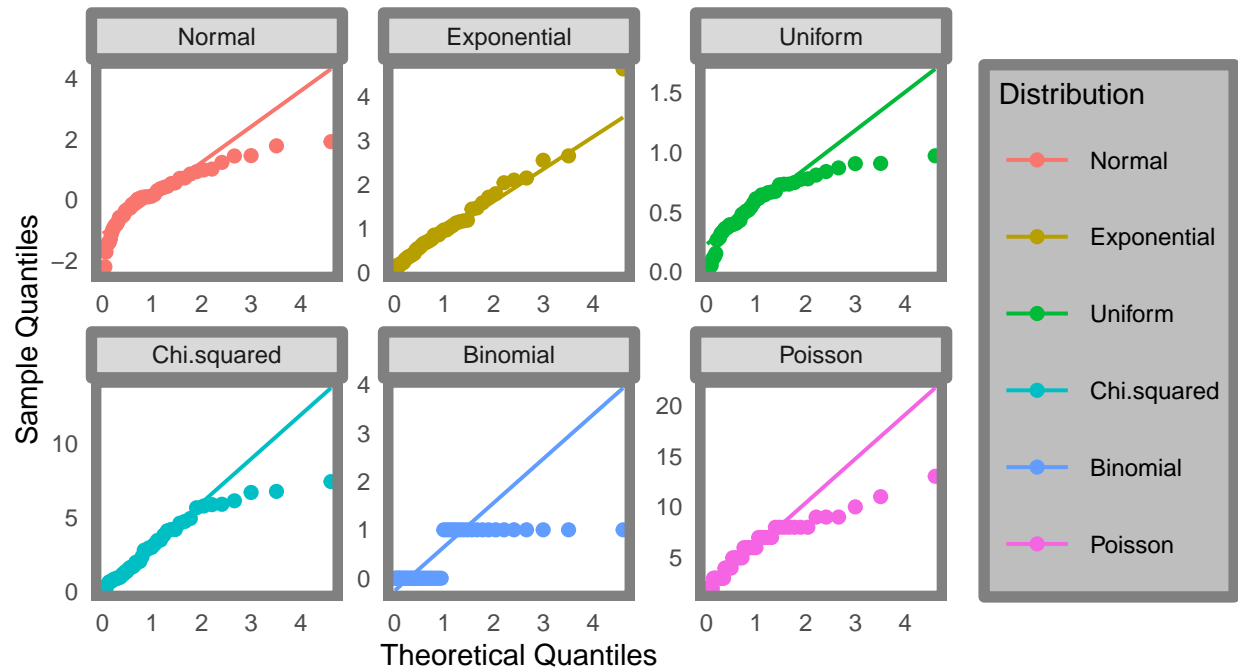 Normal
Exponential
Uniform
4
2
0
−2
4
3
2
1
0
1.5
1.0
0.5
0.0
0 1 2 3 4
0 1 2 3 4
0 1 2 3 4
Chi.squared
Binomial
Poisson
10
5
0
4
3
2
1
0
20
15
10
5
0 1 2 3 4
0 1 2 3 4
0 1 2 3 4
Theoretical Quantiles
Sample Quantiles
Distribution
Normal
Exponential
Uniform
Chi.squared
Binomial
Poisson